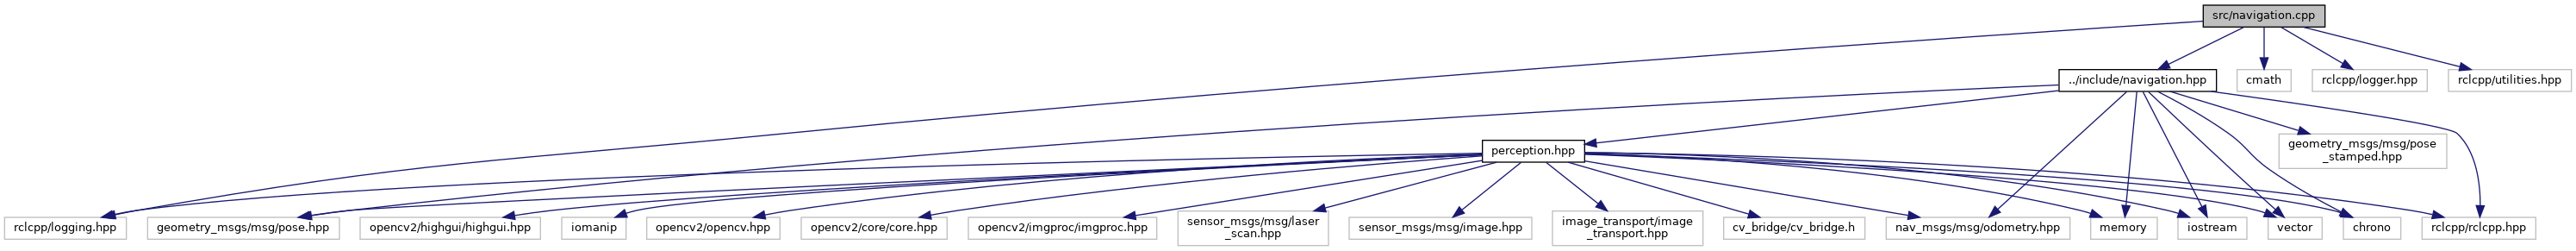 src/navigation.cpp
../include/navigation.hpp
cmath
rclcpp/logger.hpp
rclcpp/utilities.hpp
perception.hpp
geometry_msgs/msg/pose
_stamped.hpp
rclcpp/logging.hpp
geometry_msgs/msg/pose.hpp
opencv2/highgui/highgui.hpp
iomanip
opencv2/opencv.hpp
opencv2/core/core.hpp
opencv2/imgproc/imgproc.hpp
sensor_msgs/msg/laser
_scan.hpp
sensor_msgs/msg/image.hpp
image_transport/image
_transport.hpp
cv_bridge/cv_bridge.h
nav_msgs/msg/odometry.hpp
memory
iostream
vector
chrono
rclcpp/rclcpp.hpp